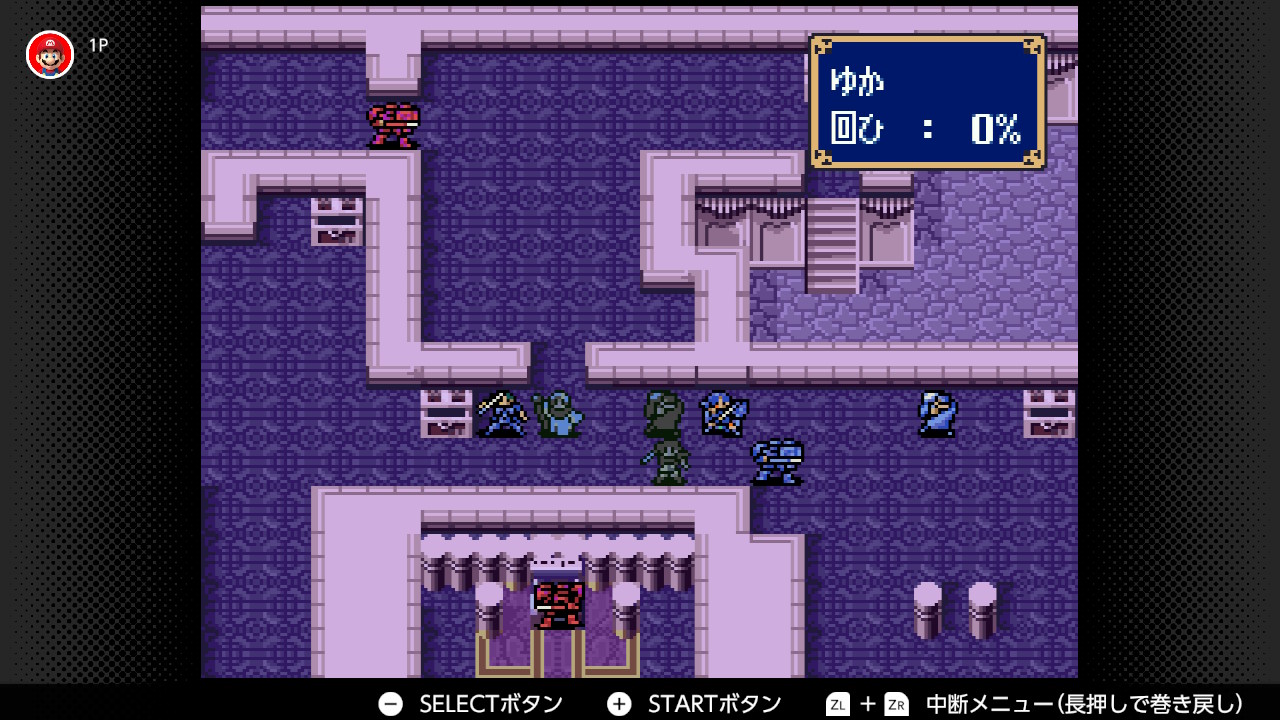 1P
ゆか
回ひ : 0%
− SELECTボタン + STARTボタン ZL + ZR 中断メニュー(長押しで巻き戻し)